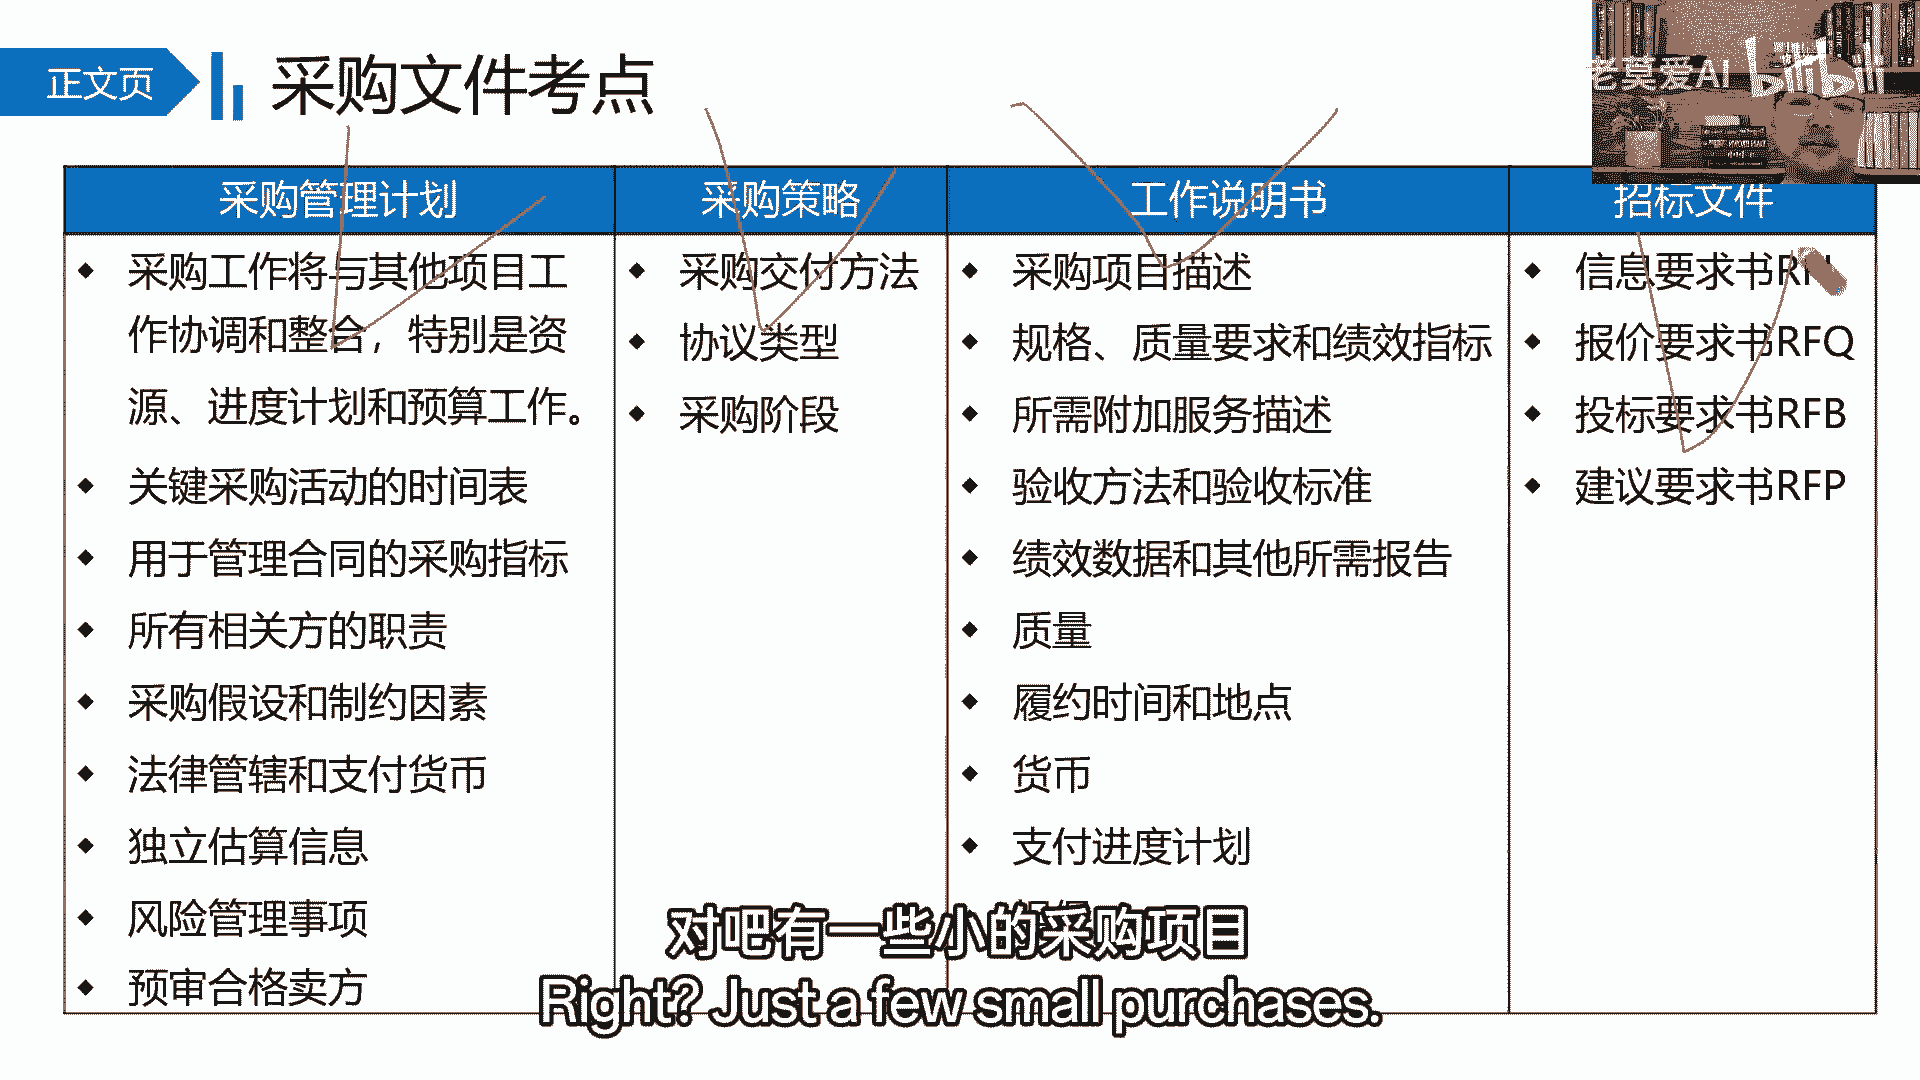 正文页
采购文件考点
老莫爱AI
bilibili
采购管理计划
采购工作将与其他项目工
作协调和整合，特别是资
源、进度计划和预算工作。
关键采购活动的时间表
用于管理合同的采购指标
所有相关方的职责
采购假设和制约因素
法律管辖和支付货币
独立估算信息
风险管理事项
预审合格卖方
采购策略
采购交付方法
协议类型
采购阶段
工作说明书
采购项目描述
规格、质量要求和绩效指标
所需附加服务描述
验收方法和验收标准
绩效数据和其他所需报告
质量
履约时间和地点
货币
支付进度计划
招标文件
信息要求书
报价要求书RFQ
投标要求书RFB
建议要求书RFP
对吧有一些小的采购项目
Right? Just a few small purchases.